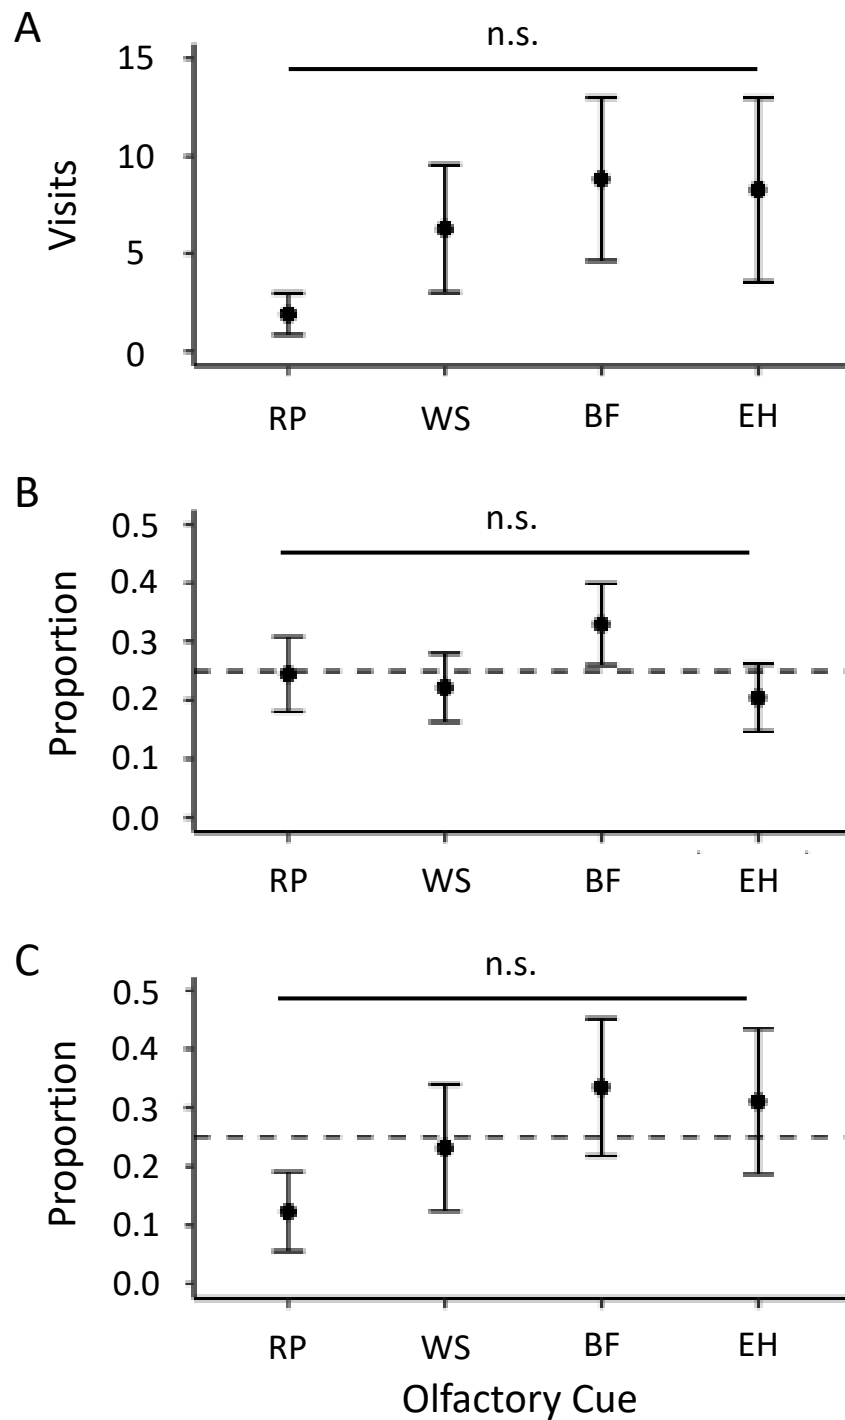 A
n.s.
15
10
5
0
Visits
RP WS BF EH
B
n.s.
0.5
0.4
0.3
0.2
0.1
0.0
Proportion
RP WS BF EH
C
n.s.
0.5
0.4
0.3
0.2
0.1
0.0
Proportion
RP WS BF EH
Olfactory Cue